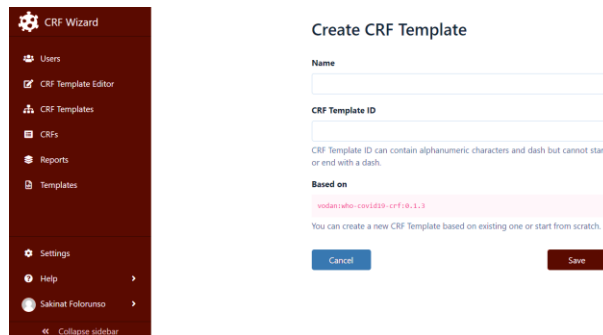 CRF Wizard
Users
CRF Template Editor
CRF Templates
CRFs
Reports
Templates
Settings
Help
Sakinat Folorunso
Collapse sidebar
Create CRF Template
Name
CRF Template ID
CRF Template ID can contain alphanumeric characters and dash but cannot star
or end with a dash.
Based on
vodan:who-covid19-crf:0.1.3
You can create a new CRF Template based on existing one or start from scratch.
Cancel
Save